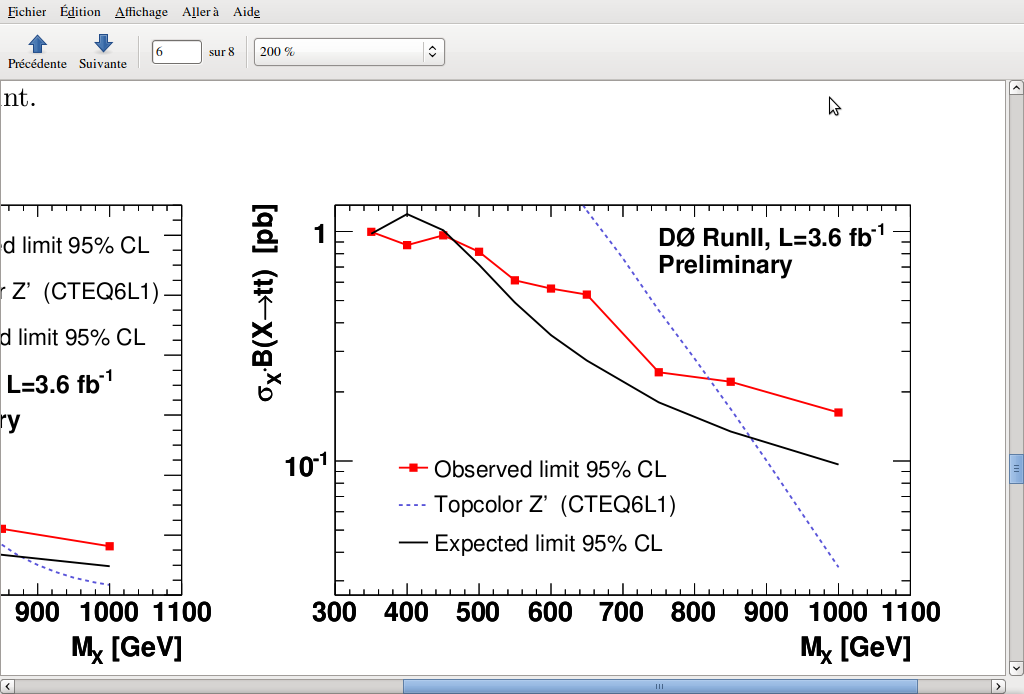 Fichier Édition Affichage Aller à Aide
Précédente Suivante 6 sur 8 200 %
nt.
d limit 95% CL
r Z' (CTEQ6L1)
d limit 95% CL
L=3.6 fb-1
ry
900 1000 1100
MX [GeV]
σX·B(X→tt) [pb]
1
10-1
DØ RunII, L=3.6 fb-1
Preliminary
Observed limit 95% CL
Topcolor Z' (CTEQ6L1)
Expected limit 95% CL
300 400 500 600 700 800 900 1000 1100
MX [GeV]